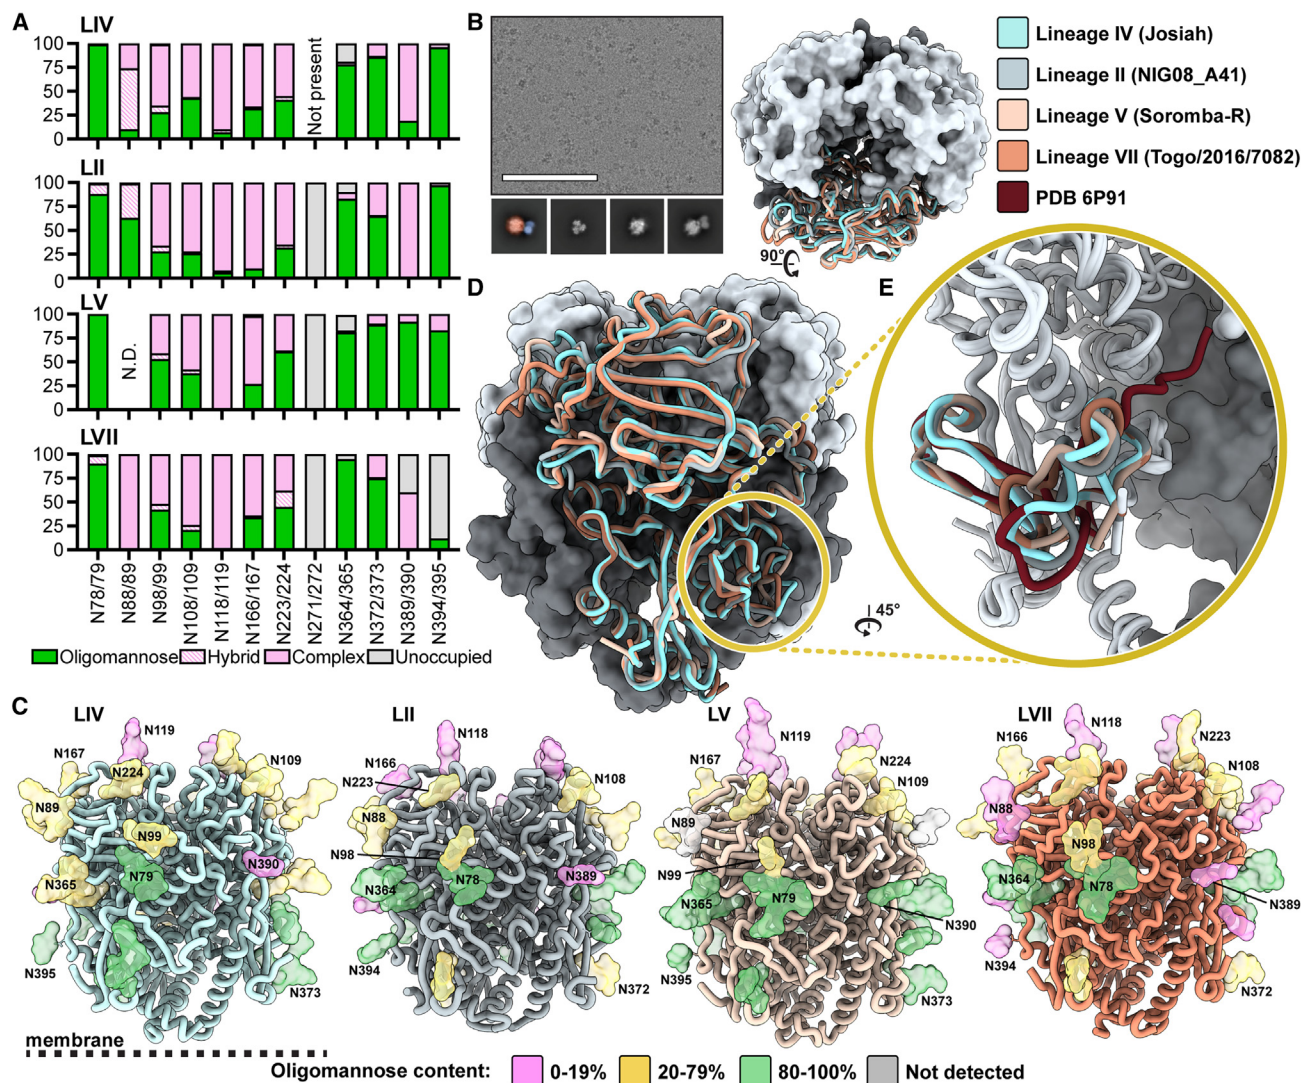 A
LIV
100
75
50
25
0
Not present
LII
100
75
50
25
0
LV
100
75
50
25
0
N.D.
LVII
100
75
50
25
0
N78/79
N88/89
N98/99
N108/109
N118/119
N166/167
N223/224
N271/272
N364/365
N372/373
N389/390
N394/395
Oligomannose Hybrid Complex Unoccupied
B
90°
Lineage IV (Josiah)
Lineage II (NIG08_A41)
Lineage V (Soromba-R)
Lineage VII (Togo/2016/7082)
PDB 6P91
D
E
45°
C
LIV
N119
N167
N224
N109
N89
N99
N390
N79
N365
N395
N373
membrane
LII
N118
N166
N223
N108
N88
N98
N364
N78
N389
N394
N372
LV
N119
N167
N224
N109
N89
N99
N365
N79
N390
N395
N373
LVII
N118
N166
N223
N108
N88
N98
N364
N78
N389
N394
N372
Oligomannose content: 0-19% 20-79% 80-100% Not detected